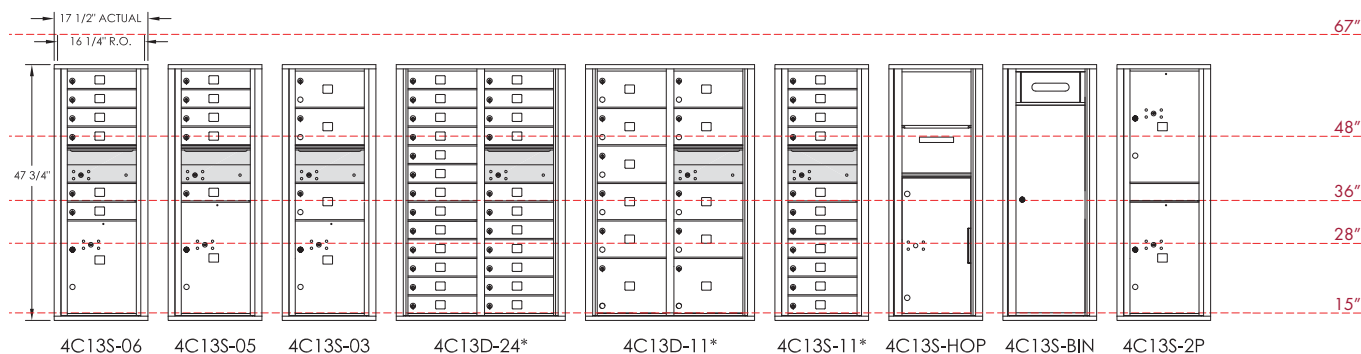 17 1/2" ACTUAL
16 1/4" R.O.
67"
48"
47 3/4"
36"
28"
15"
4C13S-06 4C13S-05 4C13S-03 4C13D-24* 4C13D-11* 4C13S-11* 4C13S-HOP 4C13S-BIN 4C13S-2P